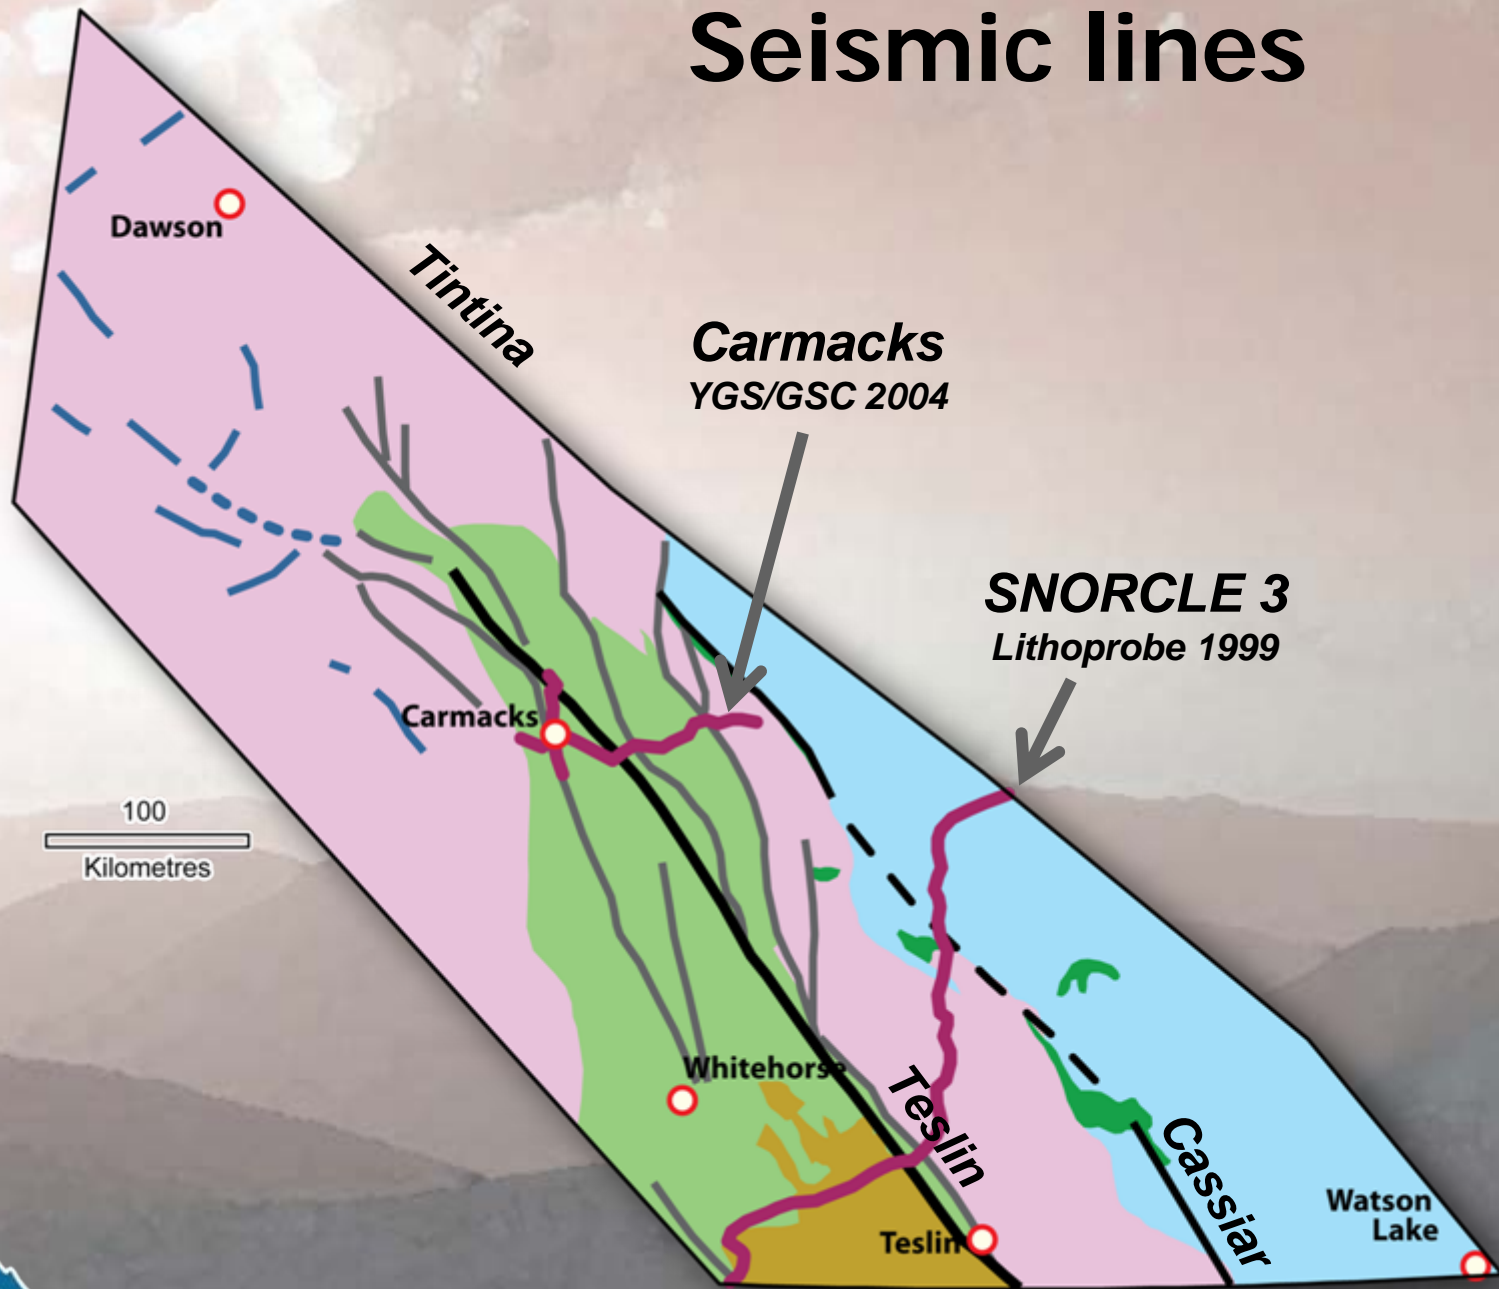 Seismic lines
Dawson
Tintina
Carmacks
YGS/GSC 2004
SNORCLE 3
Lithoprobe 1999
Carmacks
100
Kilometres
Whitehorse
Teslin
Cassiar
Watson
Lake
Teslin